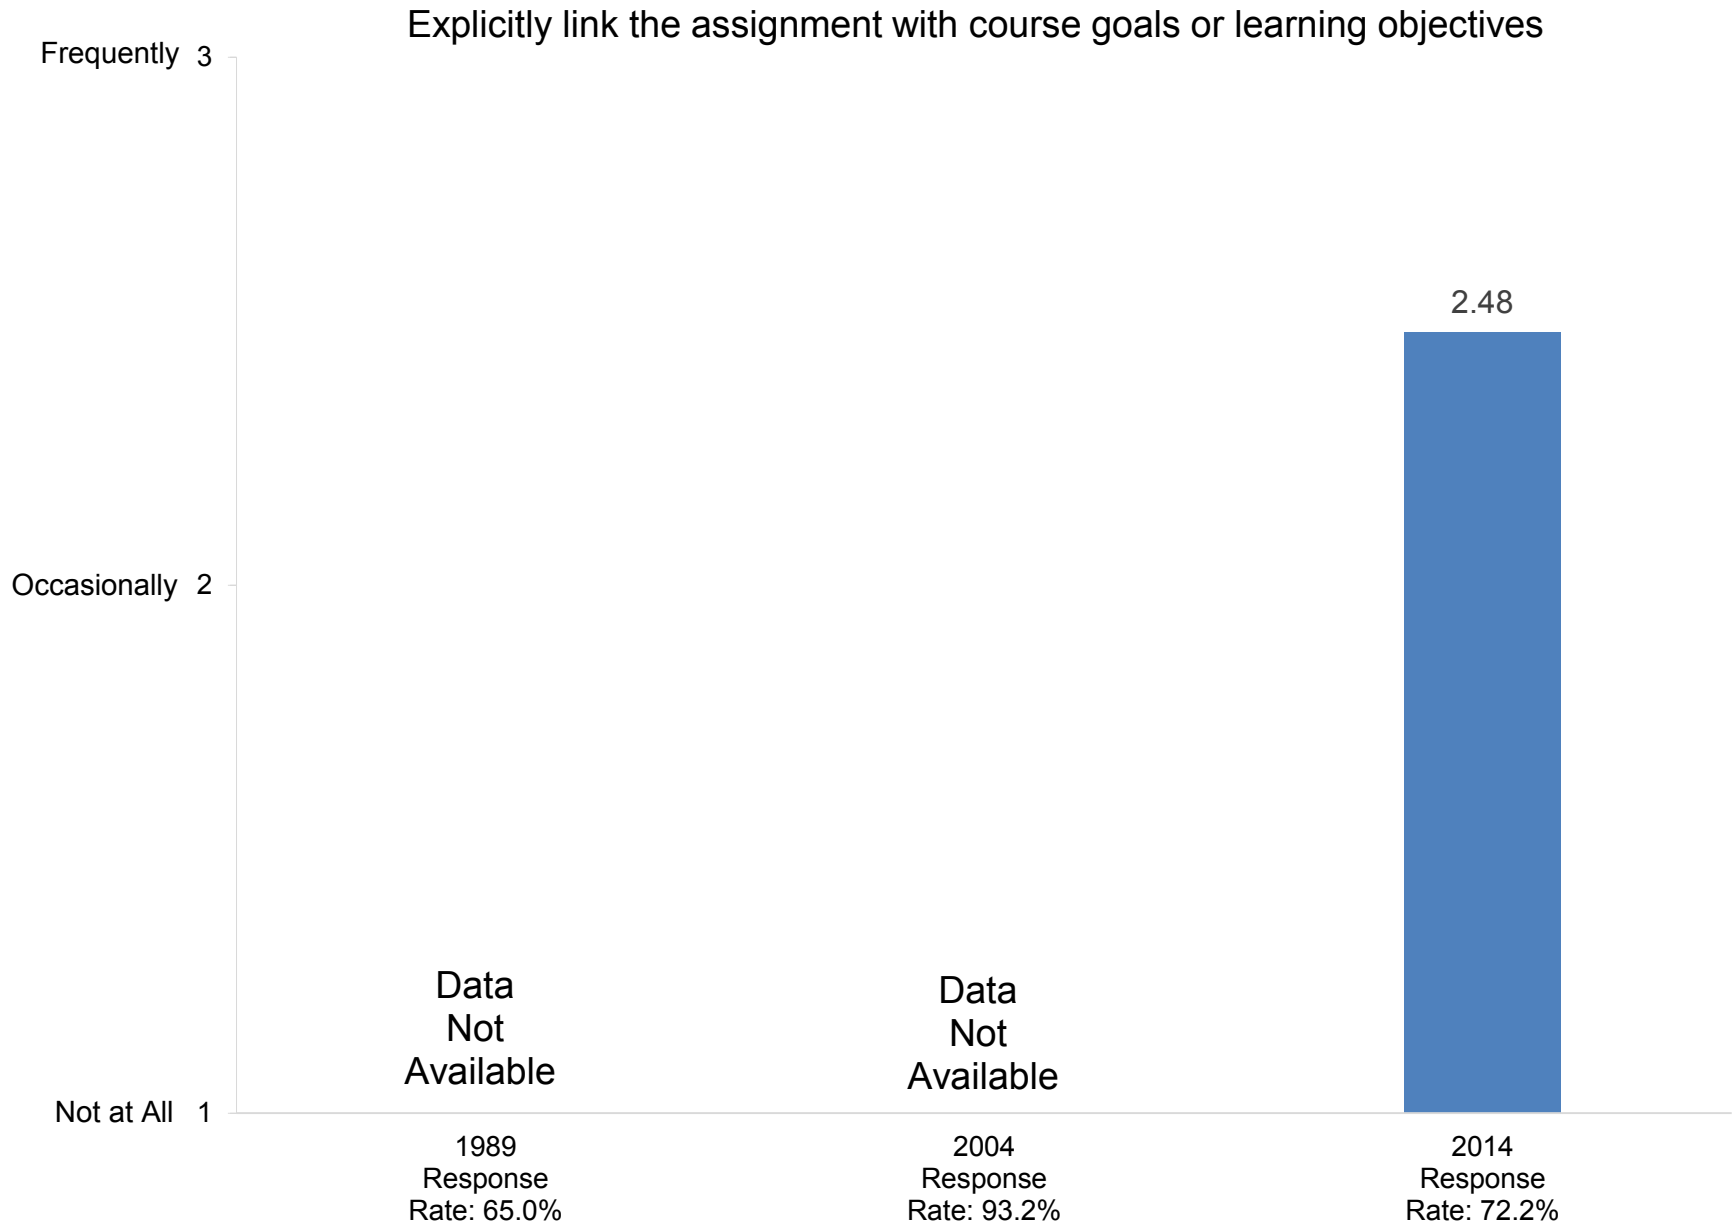 Explicitly link the assignment with course goals or learning objectives
Frequently 3
2.48
Occasionally 2
Data
Not
Available
Data
Not
Available
Not at All 1
1989
Response
Rate: 65.0%
2004
Response
Rate: 93.2%
2014
Response
Rate: 72.2%